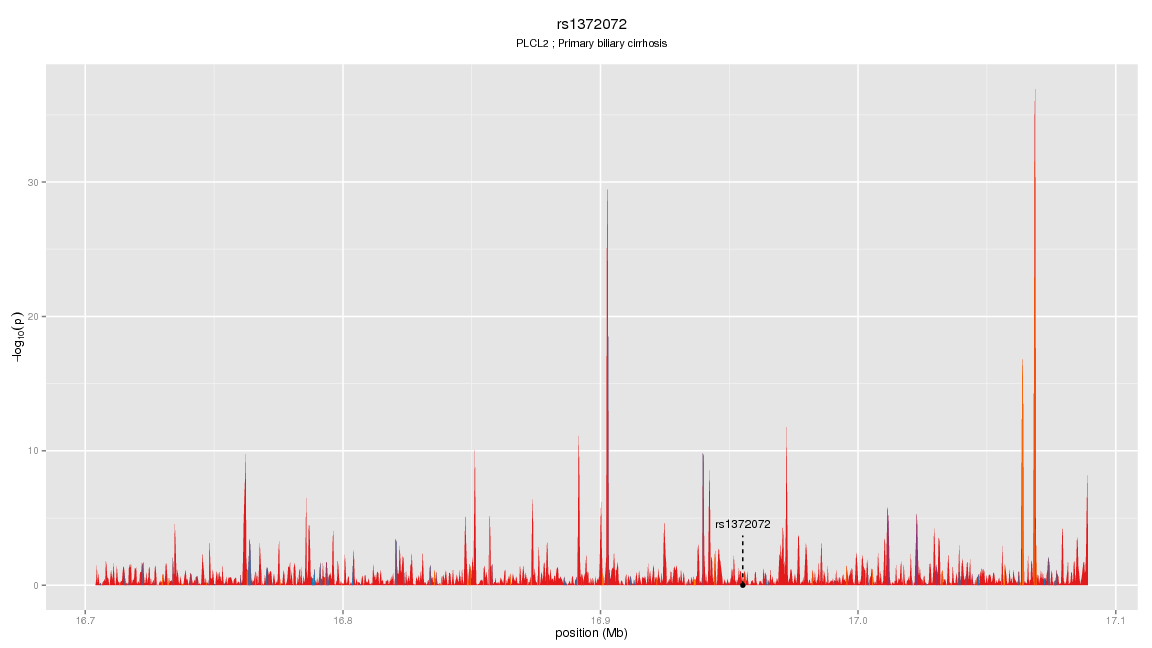 rs1372072
PLCL2 ; Primary biliary cirrhosis
30
20
10
0
−log10(p)
rs1372072
16.7 16.8 16.9 17.0 17.1
position (Mb)